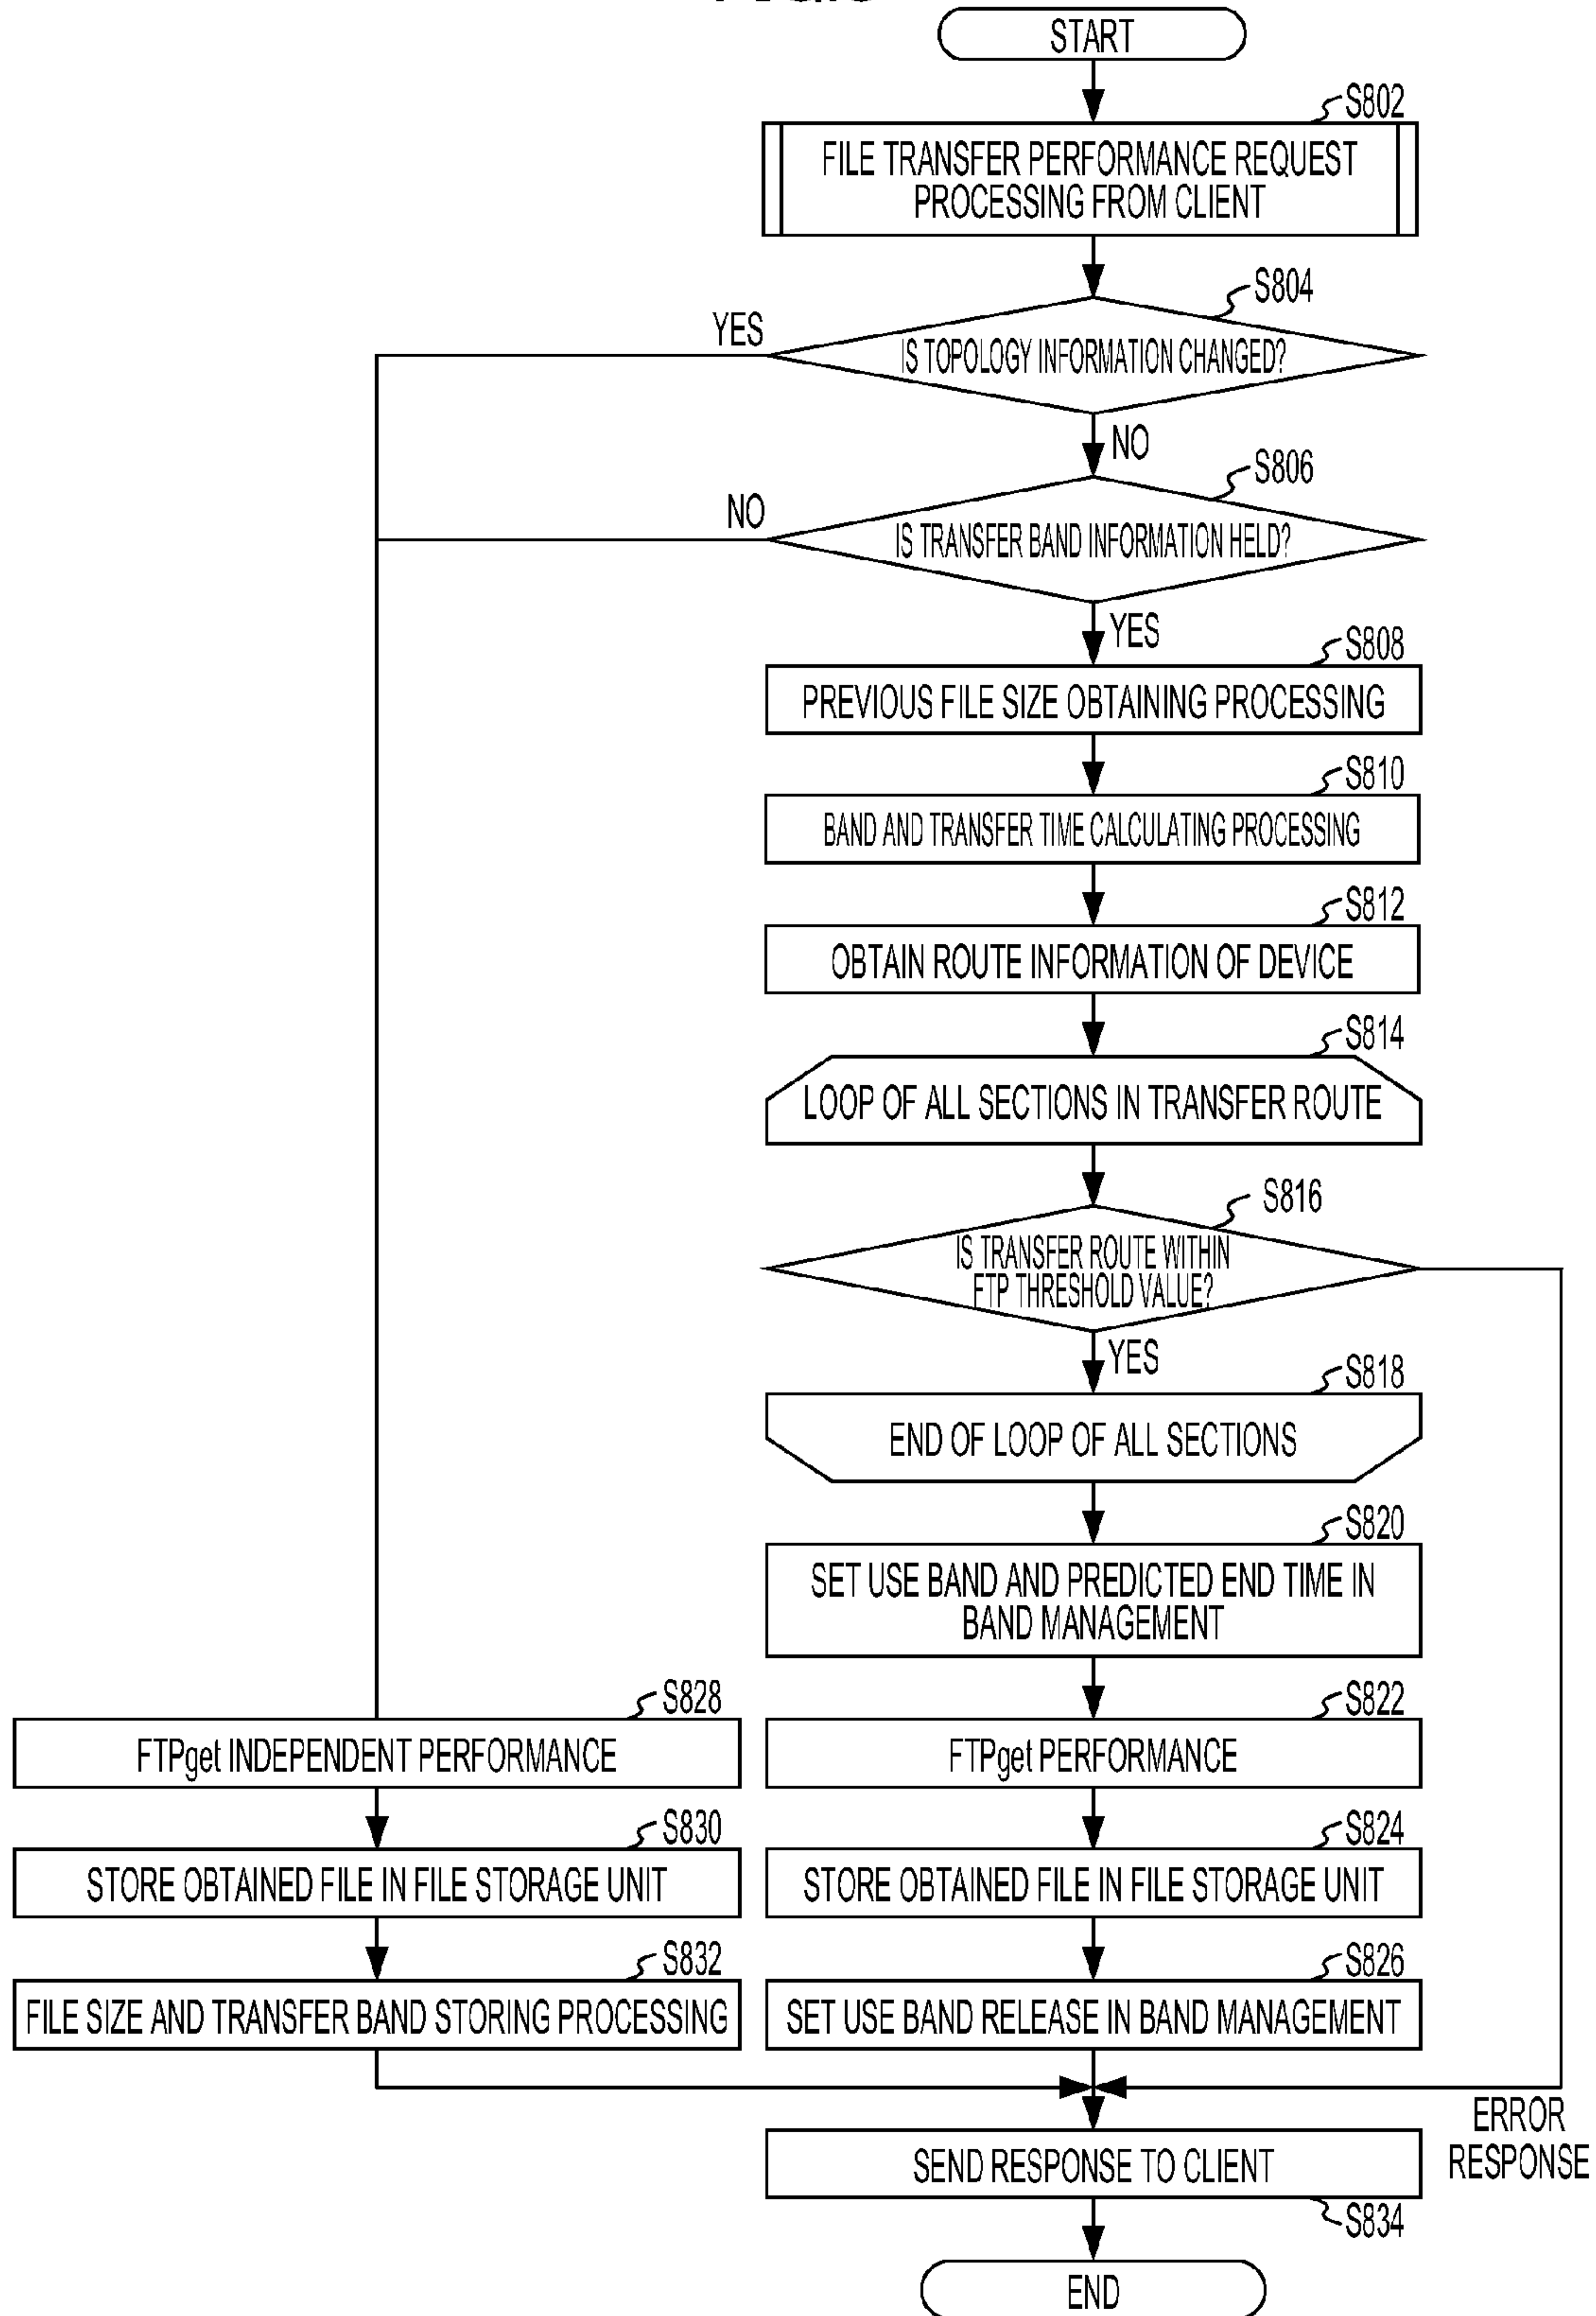 START
S802
FILE TRANSFER PERFORMANCE REQUEST
PROCESSING FROM CLIENT
S804
YES
IS TOPOLOGY INFORMATION CHANGED?
NO
S806
NO
IS TRANSFER BAND INFORMATION HELD?
YES
S808
PREVIOUS FILE SIZE OBTAINING PROCESSING
S810
BAND AND TRANSFER TIME CALCULATING PROCESSING
S812
OBTAIN ROUTE INFORMATION OF DEVICE
S814
LOOP OF ALL SECTIONS IN TRANSFER ROUTE
S816
IS TRANSFER ROUTE WITHIN
FTP THRESHOLD VALUE?
YES
S818
END OF LOOP OF ALL SECTIONS
S820
SET USE BAND AND PREDICTED END TIME IN
BAND MANAGEMENT
S828
FTPget INDEPENDENT PERFORMANCE
S822
FTPget PERFORMANCE
S830
STORE OBTAINED FILE IN FILE STORAGE UNIT
S824
STORE OBTAINED FILE IN FILE STORAGE UNIT
S832
FILE SIZE AND TRANSFER BAND STORING PROCESSING
S826
SET USE BAND RELEASE IN BAND MANAGEMENT
ERROR
RESPONSE
SEND RESPONSE TO CLIENT
S834
END